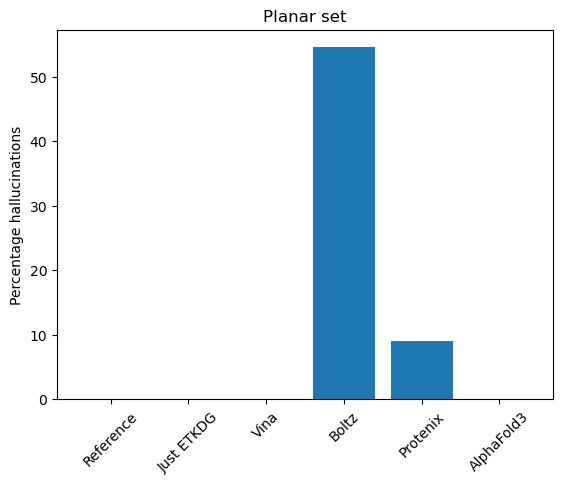 Planar set
Percentage hallucinations
50
40
30
20
10
0
Reference
Just ETKDG
Vina
Boltz
Protenix
AlphaFold3